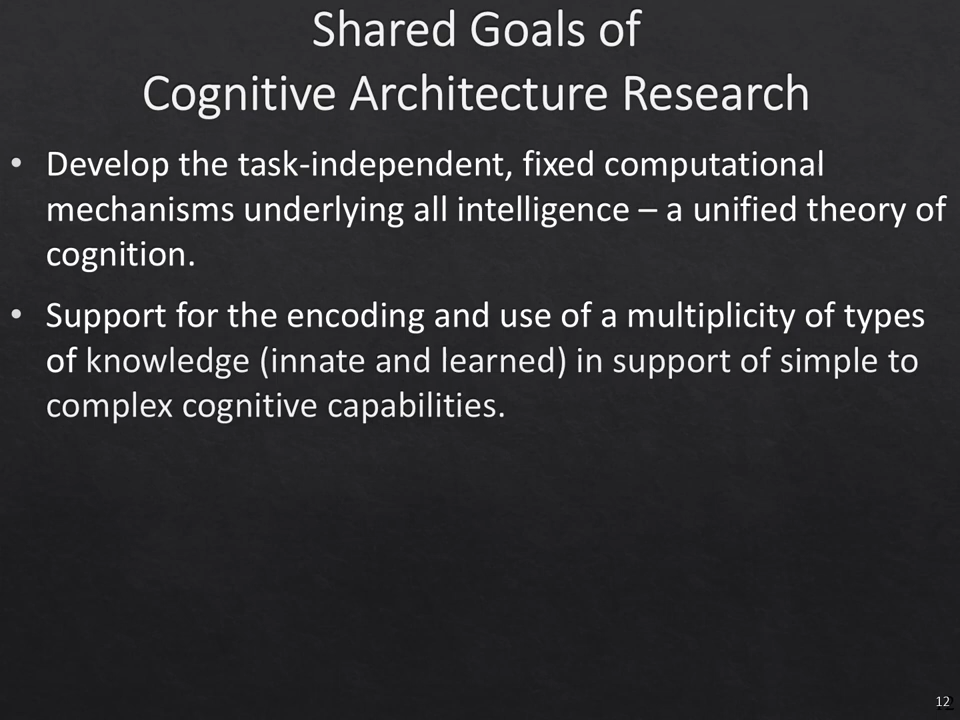 Shared Goals of
Cognitive Architecture Research
• Develop the task-independent, fixed computational
mechanisms underlying all intelligence – a unified theory of
cognition.
• Support for the encoding and use of a multiplicity of types
of knowledge (innate and learned) in support of simple to
complex cognitive capabilities.
12